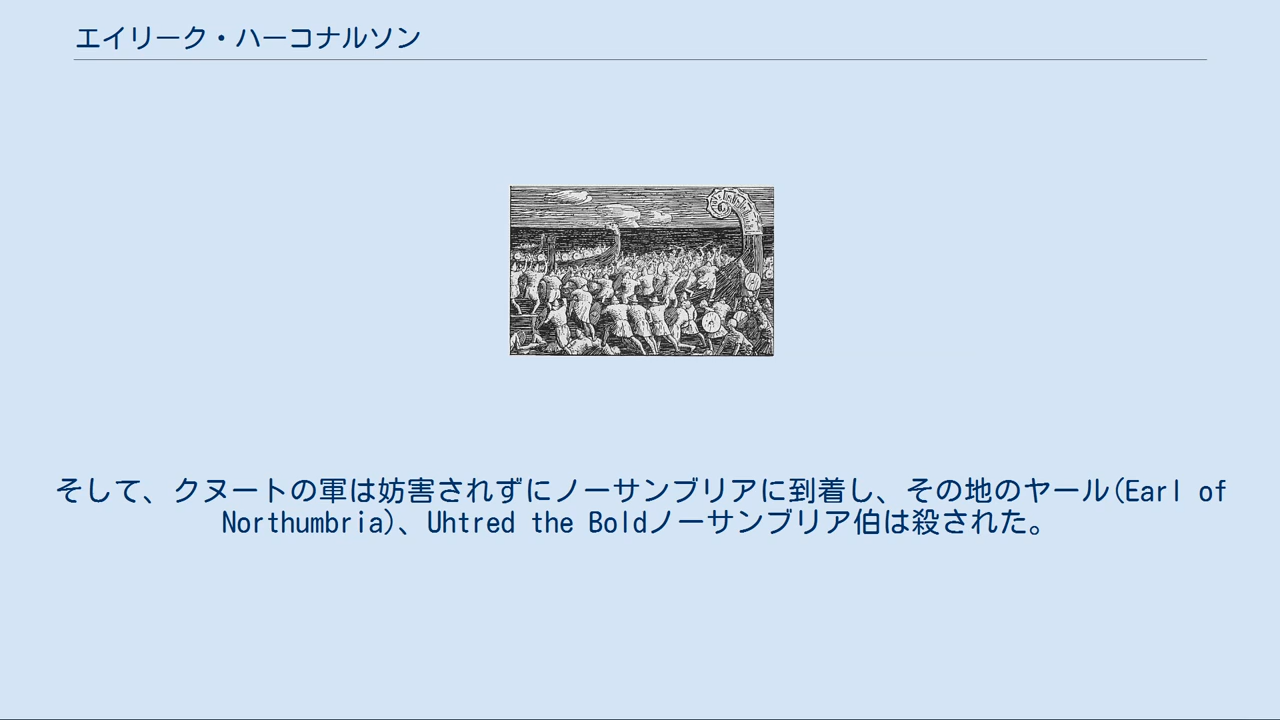 エイリーク・ハーコナルソン
そして、クヌートの軍は妨害されずにノーサンブリアに到着し、その地のヤール(Earl of
Northumbria)、Uhtred the Boldノーサンブリア伯は殺された。